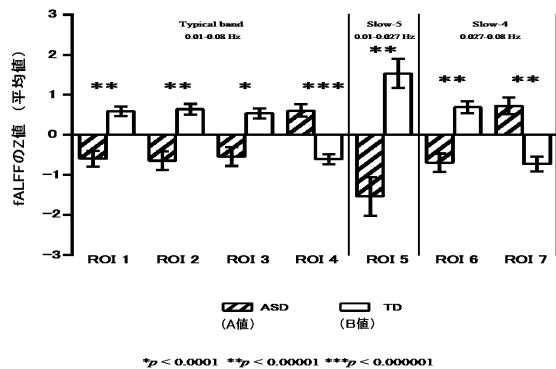 Typical band
0.01-0.08 Hz
Slow-5
0.01-0.027 Hz
Slow-4
0.027-0.08 Hz
fALFFのZ値 (平均値)
3
2
1
0
−1
−2
−3
** ** * *** ** ** **
ROI 1 ROI 2 ROI 3 ROI 4 ROI 5 ROI 6 ROI 7
ASD TD
(A値) (B値)
*p < 0.0001 **p < 0.00001 ***p < 0.000001